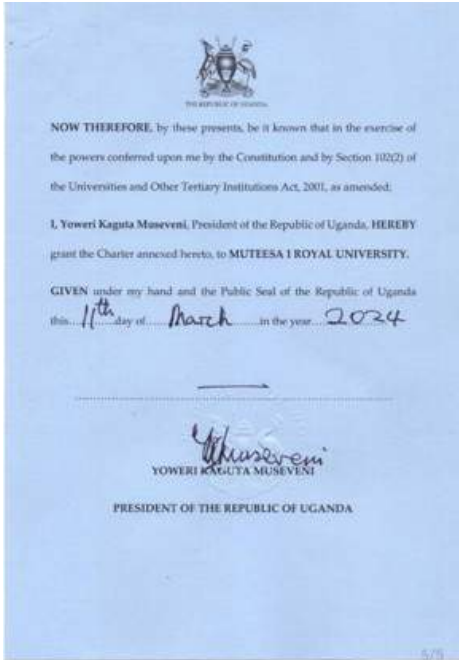 THE REPUBLIC OF UGANDA
NOW THEREFORE, by these presents, be it known that in the exercise of
the powers conferred upon me by the Constitution and by Section 102(2) of
the Universities and Other Tertiary Institutions Act, 2001, as amended;
I, Yoweri Kaguta Museveni, President of the Republic of Uganda, HEREBY
grant the Charter annexed hereto, to MUTEESA I ROYAL UNIVERSITY.
GIVEN under my hand and the Public Seal of the Republic of Uganda
this...11th...day of......March......in the year...2024
YKMuseveni
YOWERI KAGUTA MUSEVENI
PRESIDENT OF THE REPUBLIC OF UGANDA